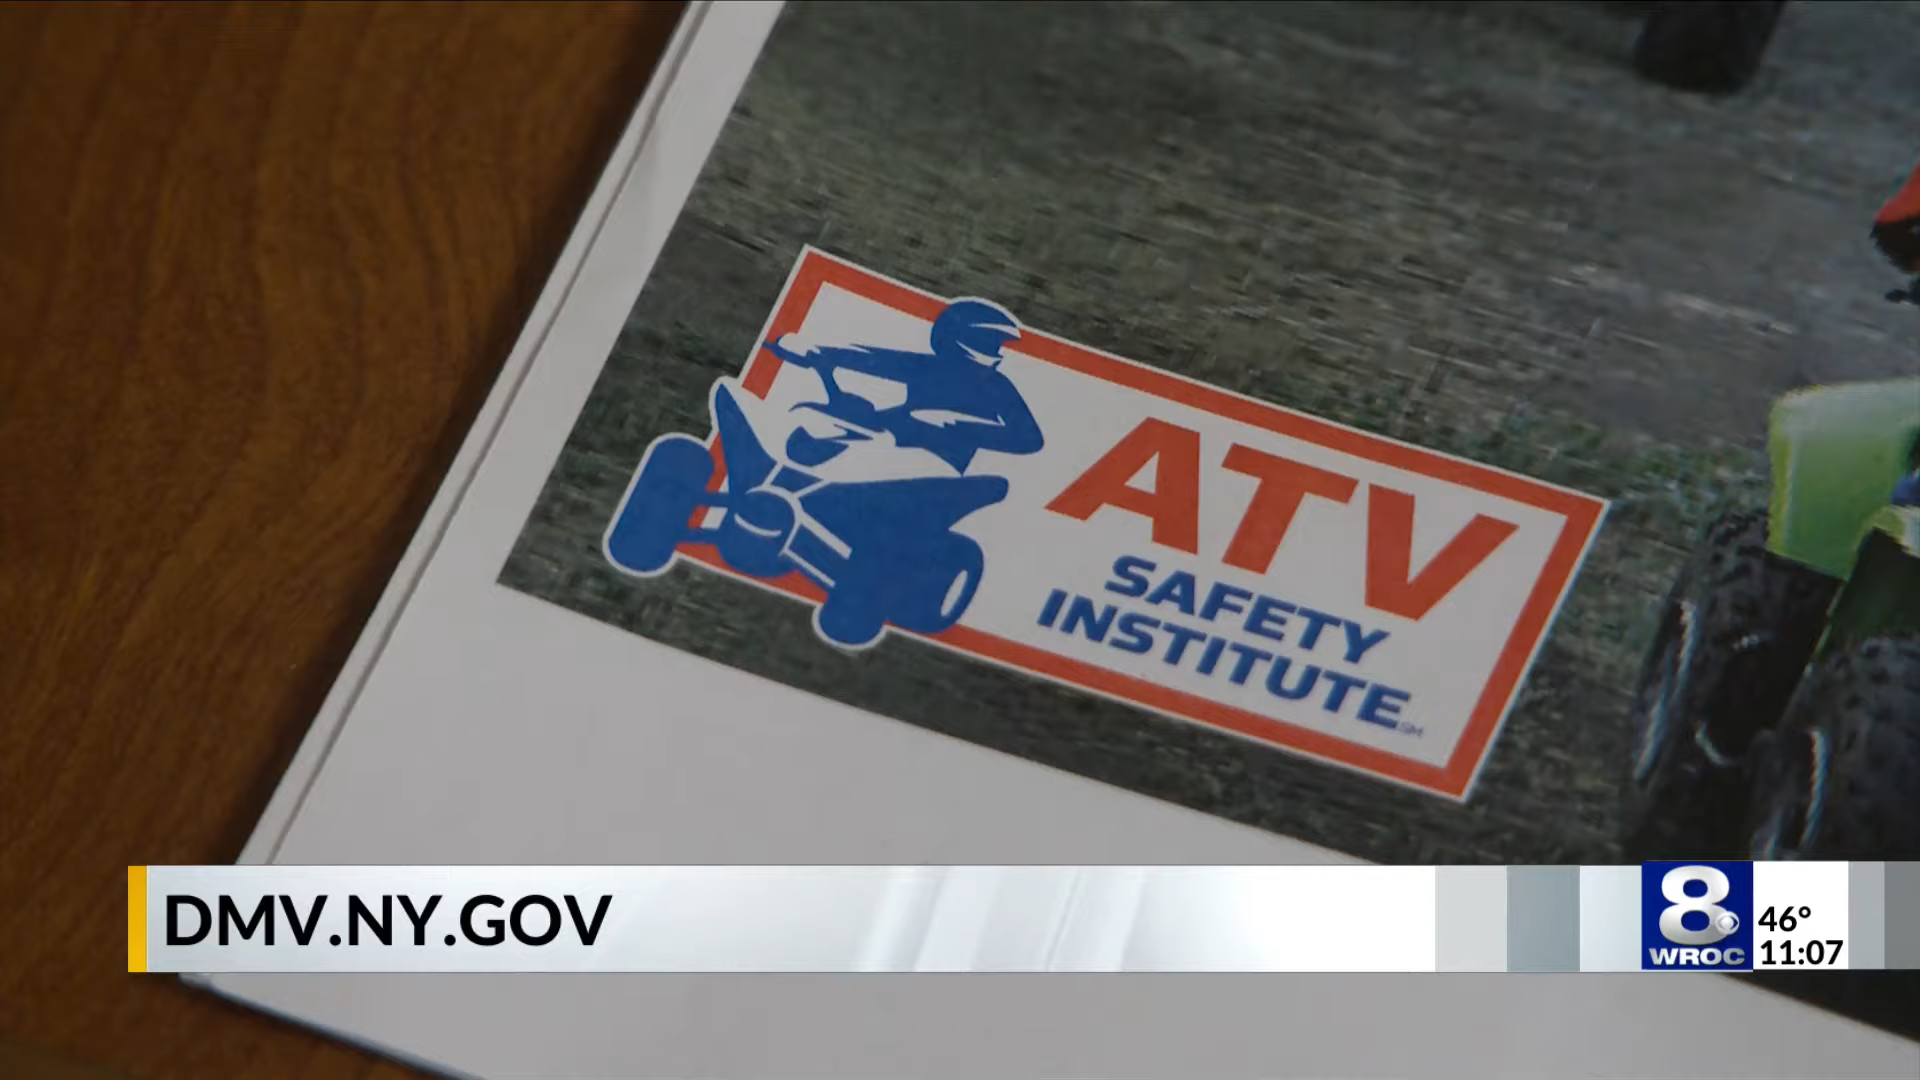 ATV
SAFETY
INSTITUTE
SM
DMV.NY.GOV
8
WROC
46°
11:07